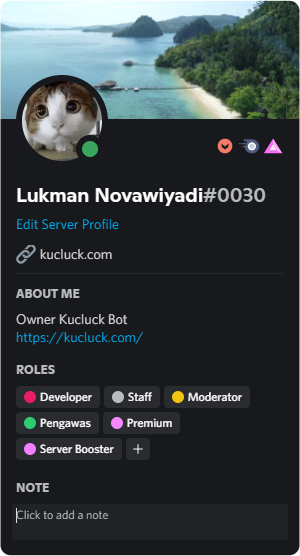 Lukman Novawiyadi#0030
Edit Server Profile
kucluck.com
ABOUT ME
Owner Kucluck Bot
https://kucluck.com/
ROLES
Developer Staff Moderator
Pengawas Premium
Server Booster +
NOTE
Click to add a note